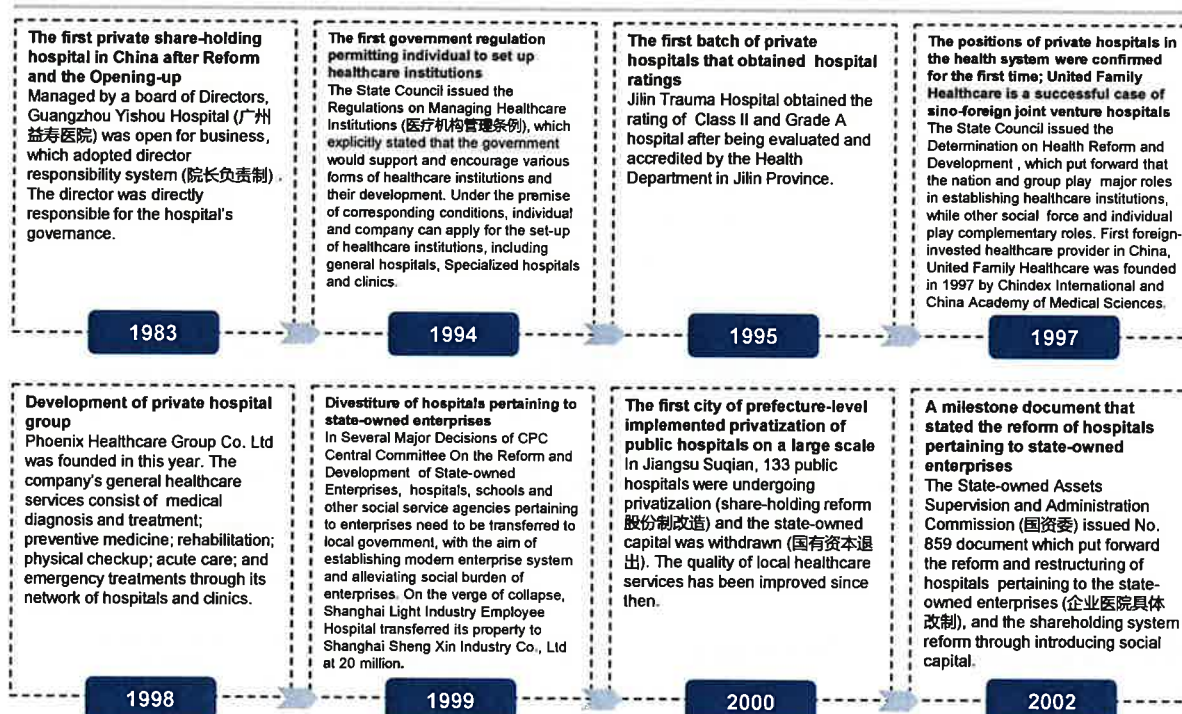 The first private share-holding
hospital in China after Reform
and the Opening-up
Managed by a board of Directors,
Guangzhou Yishou Hospital (广州
益寿医院) was open for business,
which adopted director
responsibility system (院长负责制) .
The director was directly
responsible for the hospital's
governance.
1983
The first government regulation
permitting individual to set up
healthcare institutions
The State Council issued the
Regulations on Managing Healthcare
Institutions (医疗机构管理条例), which
explicitly stated that the government
would support and encourage various
forms of healthcare institutions and
their development. Under the premise
of corresponding conditions, individual
and company can apply for the set-up
of healthcare institutions, including
general hospitals, Specialized hospitals
and clinics.
1994
The first batch of private
hospitals that obtained hospital
ratings
Jilin Trauma Hospital obtained the
rating of Class II and Grade A
hospital after being evaluated and
accredited by the Health
Department in Jilin Province.
1995
The positions of private hospitals in
the health system were confirmed
for the first time; United Family
Healthcare is a successful case of
sino-foreign joint venture hospitals
The State Council issued the
Determination on Health Reform and
Development , which put forward that
the nation and group play major roles
in establishing healthcare institutions,
while other social force and individual
play complementary roles. First foreign-
invested healthcare provider in China,
United Family Healthcare was founded
in 1997 by Chindex International and
China Academy of Medical Sciences.
1997
Development of private hospital
group
Phoenix Healthcare Group Co. Ltd
was founded in this year. The
company's general healthcare
services consist of medical
diagnosis and treatment;
preventive medicine; rehabilitation;
physical checkup; acute care; and
emergency treatments through its
network of hospitals and clinics.
1998
Divestiture of hospitals pertaining to
state-owned enterprises
In Several Major Decisions of CPC
Central Committee On the Reform and
Development of State-owned
Enterprises, hospitals, schools and
other social service agencies pertaining
to enterprises need to be transferred to
local government, with the aim of
establishing modern enterprise system
and alleviating social burden of
enterprises. On the verge of collapse,
Shanghai Light Industry Employee
Hospital transferred its property to
Shanghai Sheng Xin Industry Co., Ltd
at 20 million.
1999
The first city of prefecture-level
implemented privatization of
public hospitals on a large scale
In Jiangsu Suqian, 133 public
hospitals were undergoing
privatization (share-holding reform
股份制改造) and the state-owned
capital was withdrawn (国有资本退
出). The quality of local healthcare
services has been improved since
then.
2000
A milestone document that
stated the reform of hospitals
pertaining to state-owned
enterprises
The State-owned Assets
Supervision and Administration
Commission (国资委) issued No.
859 document which put forward
the reform and restructuring of
hospitals pertaining to the state-
owned enterprises (企业医院具体
改制), and the shareholding system
reform through introducing social
capital.
2002